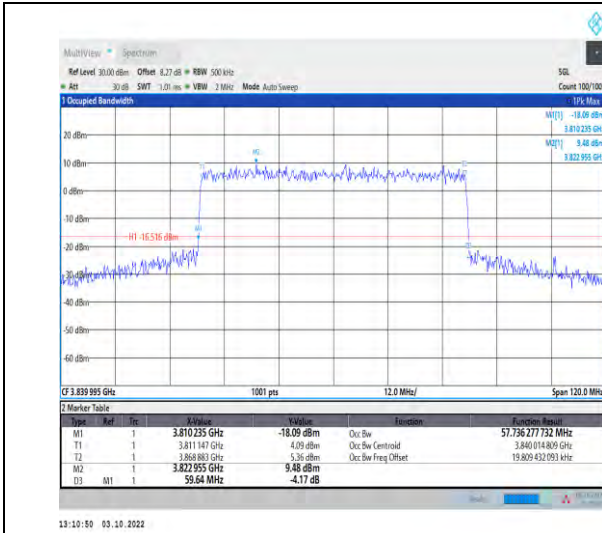 MultiView Spectrum
Ref Level 30.00 dBm Offset 8.27 dB RBW 500 kHz SGL
Att 30 dB SWT 1.01 ms VBW 2 MHz Mode Auto Sweep Count 100/100
1 Occupied Bandwidth 1Pk Max
M1[1] -18.09 dBm
3.810 235 GHz
M2[1] 9.48 dBm
3.822 955 GHz
20 dBm
M2
10 dBm
T1 T2
0 dBm
-10 dBm
M1
H1 -16.516 dBm
-20 dBm
-30 dBm
-40 dBm
-50 dBm
-60 dBm
CF 3.839 995 GHz 1001 pts 12.0 MHz/ Span 120.0 MHz
2 Marker Table
Type Ref Trc X-Value Y-Value Function Function Result
M1 1 3.810 235 GHz -18.09 dBm Occ Bw 57.736 277 732 MHz
T1 1 3.811 147 GHz 4.09 dBm Occ Bw Centroid 3.840 014 809 GHz
T2 1 3.868 883 GHz 5.36 dBm Occ Bw Freq Offset 19.809 432 093 kHz
M2 1 3.822 955 GHz 9.48 dBm
D3 M1 1 59.64 MHz -4.17 dB
13:10:50 03.10.2022